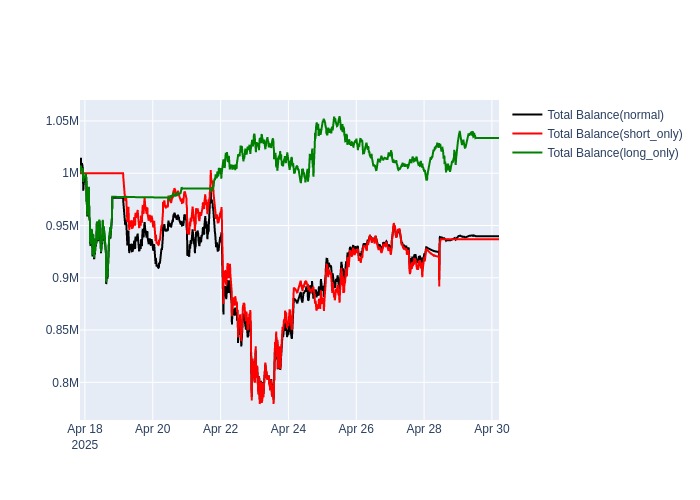 1.05M
1M
0.95M
0.9M
0.85M
0.8M
Apr 18
2025
Apr 20
Apr 22
Apr 24
Apr 26
Apr 28
Apr 30
Total Balance(normal)
Total Balance(short_only)
Total Balance(long_only)